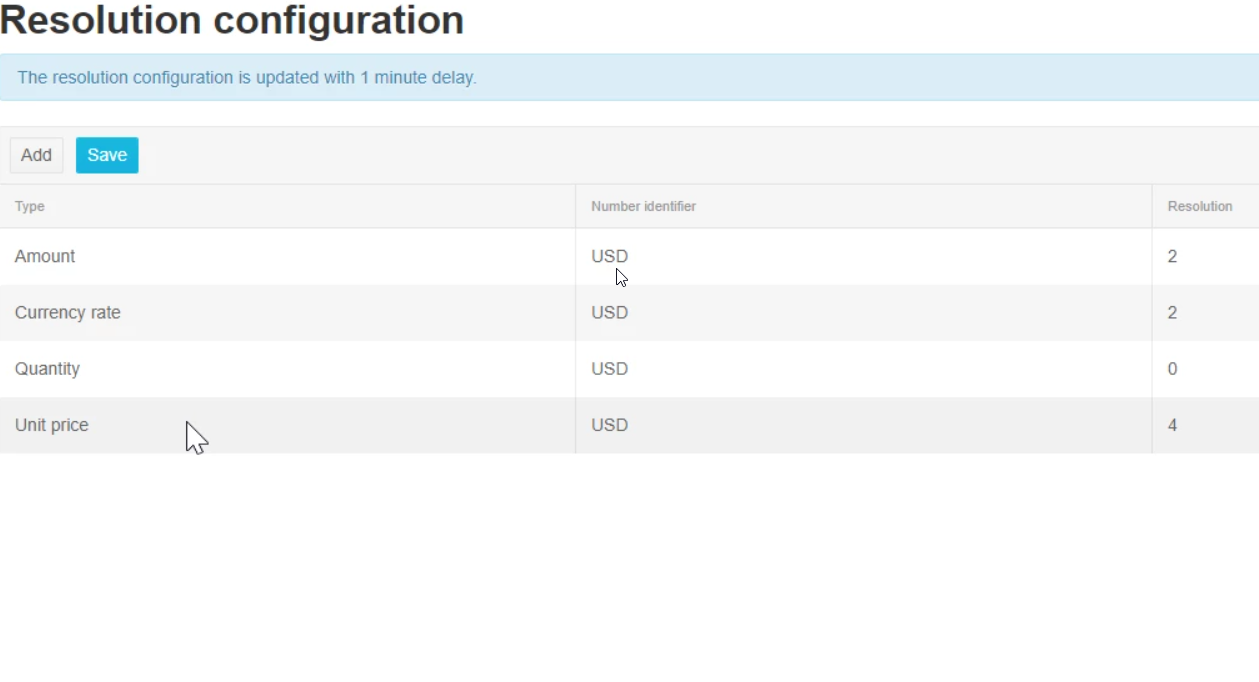 Resolution configuration
The resolution configuration is updated with 1 minute delay.
Add Save
Type Number identifier Resolution
Amount USD 2
Currency rate USD 2
Quantity USD 0
Unit price USD 4